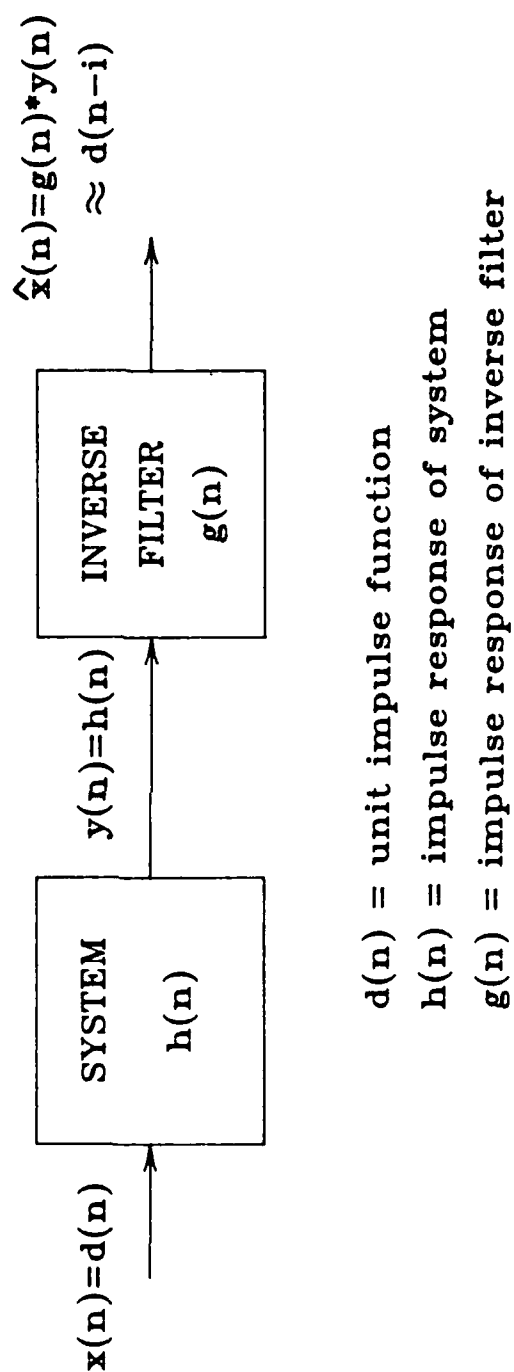 x(n)=d(n)
SYSTEM
h(n)
y(n)=h(n)
INVERSE
FILTER
g(n)
x̂(n)=g(n)*y(n)
≈ d(n−i)
d(n) = unit impulse function
h(n) = impulse response of system
g(n) = impulse response of inverse filter